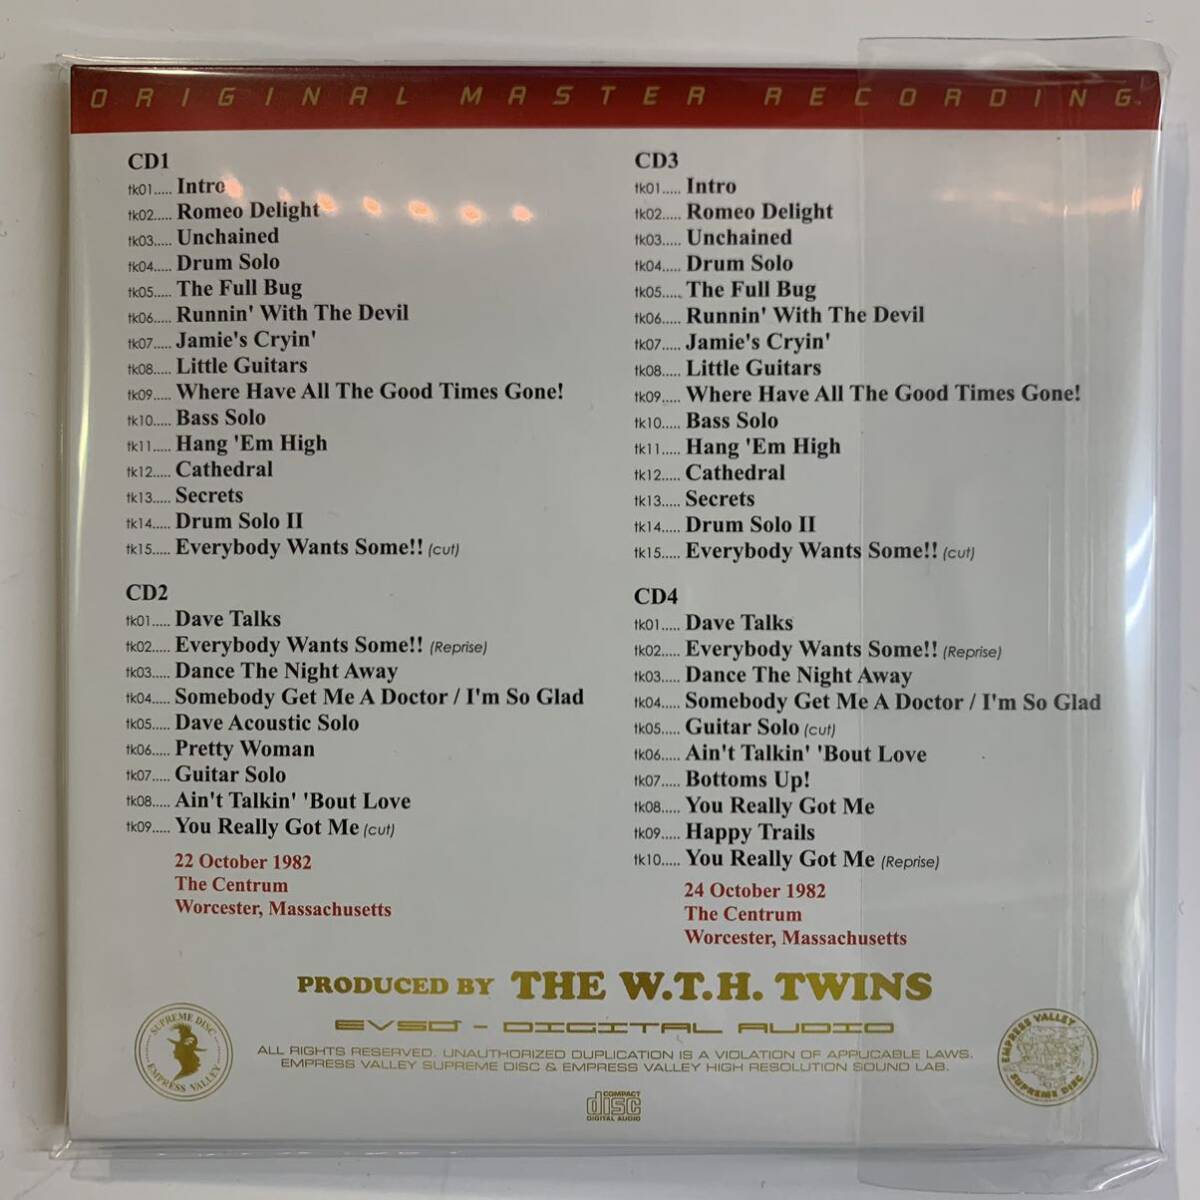 ORIGINAL MASTER RECORDING™
CD1
tk01..... Intro
tk02..... Romeo Delight
tk03..... Unchained
tk04..... Drum Solo
tk05..... The Full Bug
tk06..... Runnin' With The Devil
tk07..... Jamie's Cryin'
tk08..... Little Guitars
tk09..... Where Have All The Good Times Gone!
tk10..... Bass Solo
tk11..... Hang 'Em High
tk12..... Cathedral
tk13..... Secrets
tk14..... Drum Solo II
tk15..... Everybody Wants Some!! (cut)
CD2
tk01..... Dave Talks
tk02..... Everybody Wants Some!! (Reprise)
tk03..... Dance The Night Away
tk04..... Somebody Get Me A Doctor / I'm So Glad
tk05..... Dave Acoustic Solo
tk06..... Pretty Woman
tk07..... Guitar Solo
tk08..... Ain't Talkin' 'Bout Love
tk09..... You Really Got Me (cut)
22 October 1982
The Centrum
Worcester, Massachusetts
CD3
tk01..... Intro
tk02..... Romeo Delight
tk03..... Unchained
tk04..... Drum Solo
tk05..... The Full Bug
tk06..... Runnin' With The Devil
tk07..... Jamie's Cryin'
tk08..... Little Guitars
tk09..... Where Have All The Good Times Gone!
tk10..... Bass Solo
tk11..... Hang 'Em High
tk12..... Cathedral
tk13..... Secrets
tk14..... Drum Solo II
tk15..... Everybody Wants Some!! (cut)
CD4
tk01..... Dave Talks
tk02..... Everybody Wants Some!! (Reprise)
tk03..... Dance The Night Away
tk04..... Somebody Get Me A Doctor / I'm So Glad
tk05..... Guitar Solo (cut)
tk06..... Ain't Talkin' 'Bout Love
tk07..... Bottoms Up!
tk08..... You Really Got Me
tk09..... Happy Trails
tk10..... You Really Got Me (Reprise)
24 October 1982
The Centrum
Worcester, Massachusetts
PRODUCED BY THE W.T.H. TWINS
EVSD - DIGITAL AUDIO
ALL RIGHTS RESERVED. UNAUTHORIZED DUPLICATION IS A VIOLATION OF APPLICABLE LAWS.
EMPRESS VALLEY SUPREME DISC & EMPRESS VALLEY HIGH RESOLUTION SOUND LAB.
SUPREME DISC
EMPRESS VALLEY
EMPRESS VALLEY
SUPREME DISC
COMPACT
disc
DIGITAL AUDIO